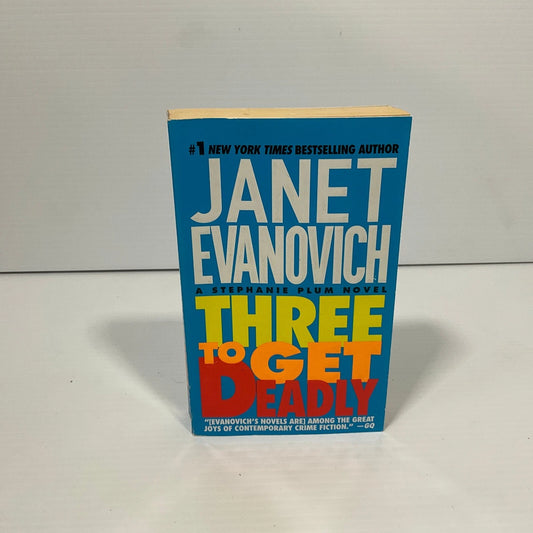 #1 NEW YORK TIMES BESTSELLING AUTHOR
JANET
EVANOVICH
A STEPHANIE PLUM NOVEL
THREE
TO GET
DEADLY
"[EVANOVICH'S NOVELS ARE] AMONG THE GREAT
JOYS OF CONTEMPORARY CRIME FICTION." —GQ